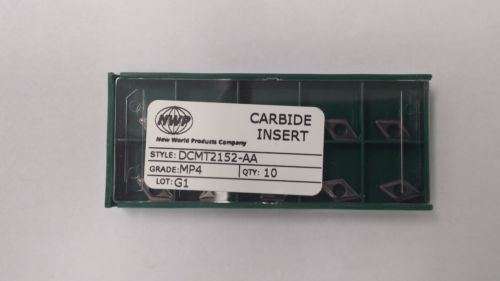 NWP
New World Products Company
CARBIDE
INSERT
STYLE: DCMT2152-AA
GRADE: MP4 QTY: 10
LOT: G1